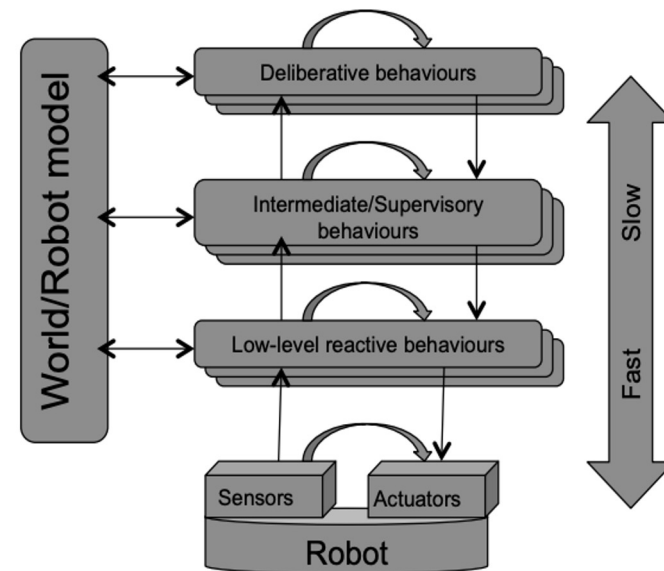 World/Robot model
Deliberative behaviours
Intermediate/Supervisory
behaviours
Low-level reactive behaviours
Sensors
Actuators
Robot
Slow
Fast